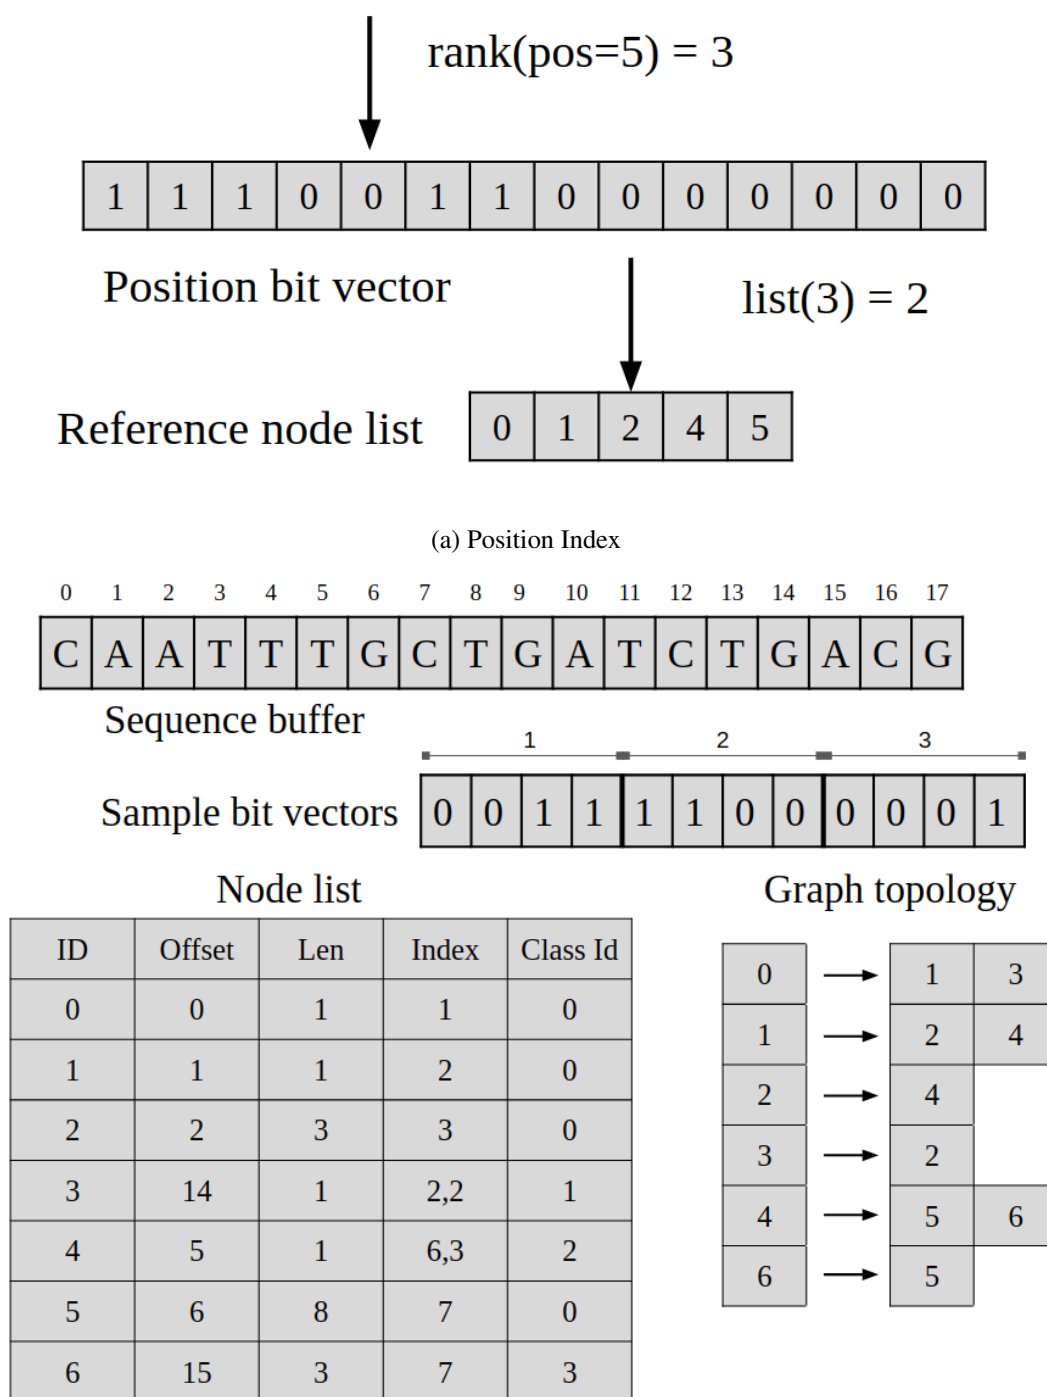 rank(pos=5) = 3
1 1 1 0 0 1 1 0 0 0 0 0 0 0
Position bit vector
list(3) = 2
Reference node list
0 1 2 4 5
(a) Position Index
0 1 2 3 4 5 6 7 8 9 10 11 12 13 14 15 16 17
C A A T T T G C T G A T C T G A C G
Sequence buffer
1 2 3
Sample bit vectors
0 0 1 1 1 1 0 0 0 0 0 1
Node list
ID Offset Len Index Class Id
0 0 1 1 0
1 1 1 2 0
2 2 3 3 0
3 14 1 2,2 1
4 5 1 6,3 2
5 6 8 7 0
6 15 3 7 3
Graph topology
0 1 3
1 2 4
2 4
3 2
4 5 6
6 5